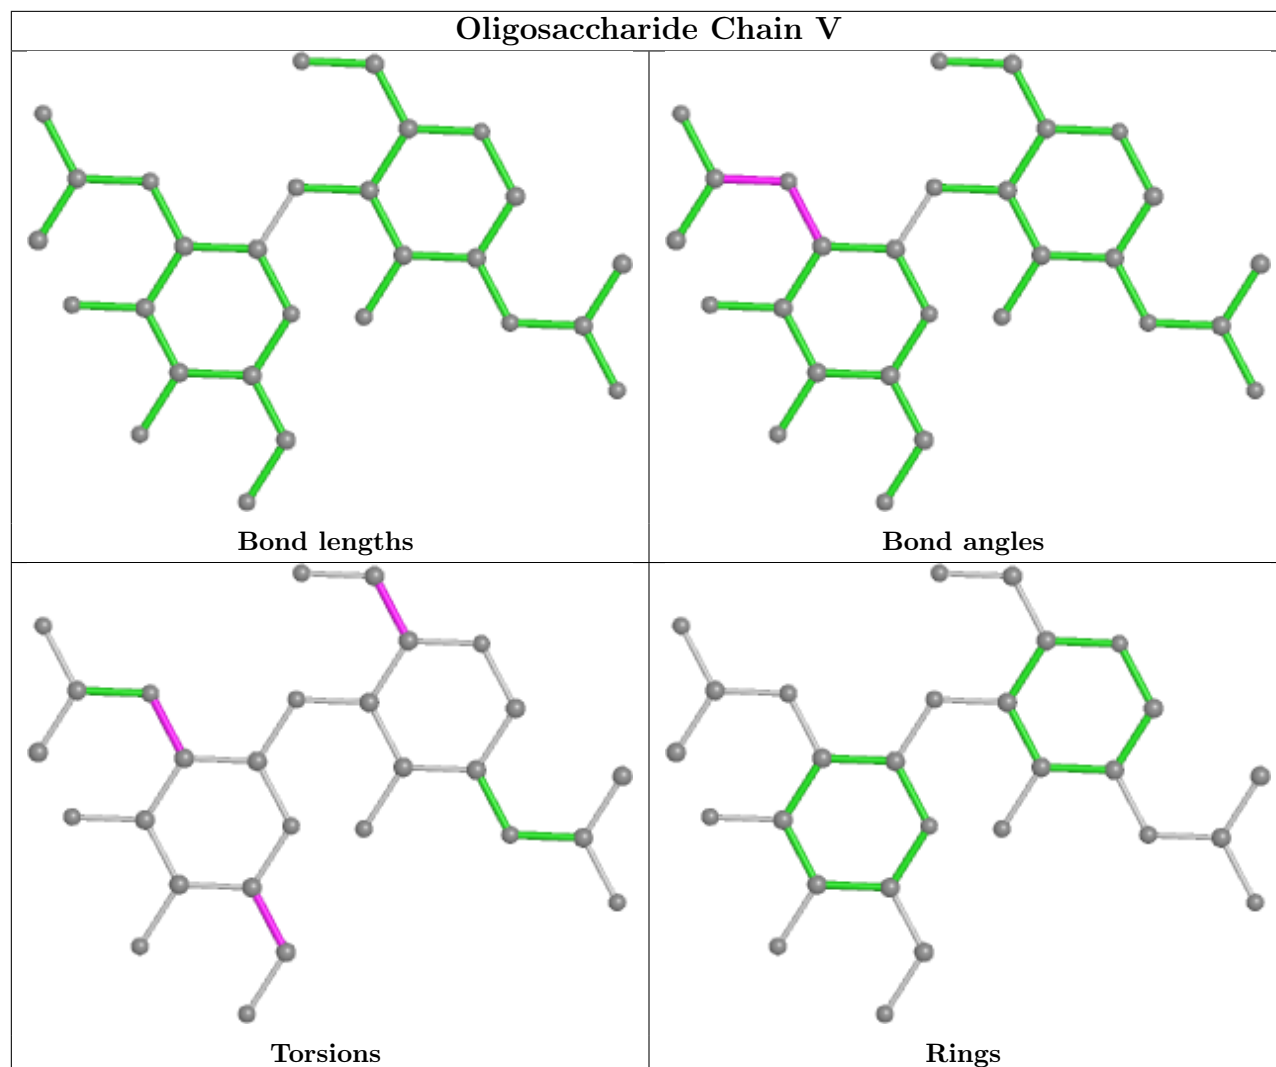 Oligosaccharide Chain V
Bond lengths
Bond angles
Torsions
Rings